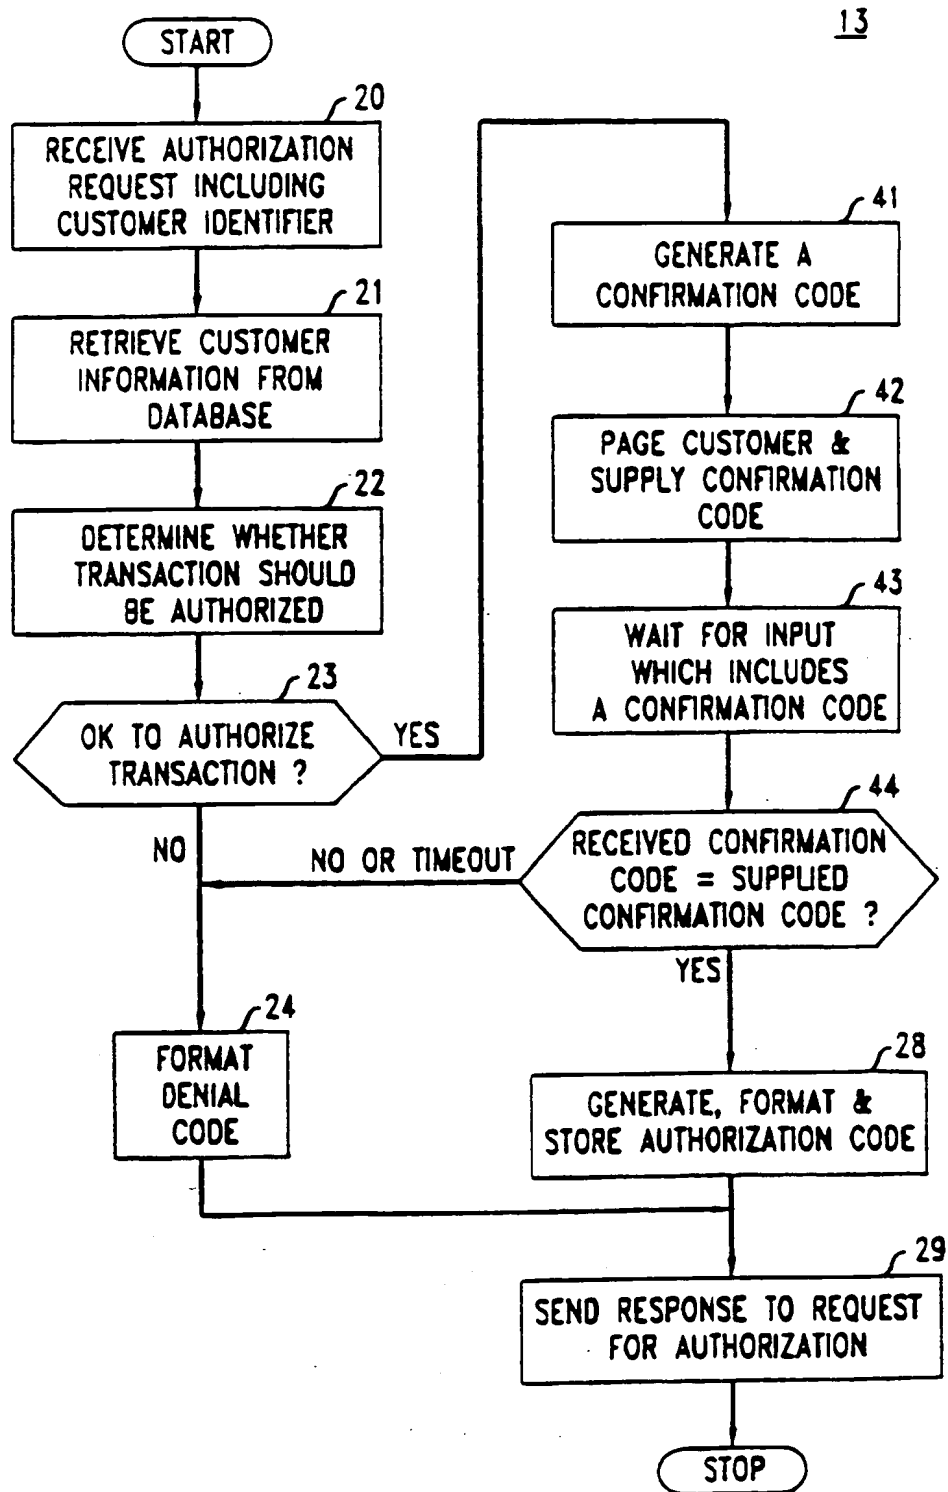 13
START
20
RECEIVE AUTHORIZATION
REQUEST INCLUDING
CUSTOMER IDENTIFIER
21
RETRIEVE CUSTOMER
INFORMATION FROM
DATABASE
22
DETERMINE WHETHER
TRANSACTION SHOULD
BE AUTHORIZED
23
OK TO AUTHORIZE
TRANSACTION ?
YES
NO
41
GENERATE A
CONFIRMATION CODE
42
PAGE CUSTOMER &
SUPPLY CONFIRMATION
CODE
43
WAIT FOR INPUT
WHICH INCLUDES
A CONFIRMATION CODE
44
RECEIVED CONFIRMATION
CODE = SUPPLIED
CONFIRMATION CODE ?
NO OR TIMEOUT
YES
24
FORMAT
DENIAL
CODE
28
GENERATE, FORMAT &
STORE AUTHORIZATION CODE
29
SEND RESPONSE TO REQUEST
FOR AUTHORIZATION
STOP